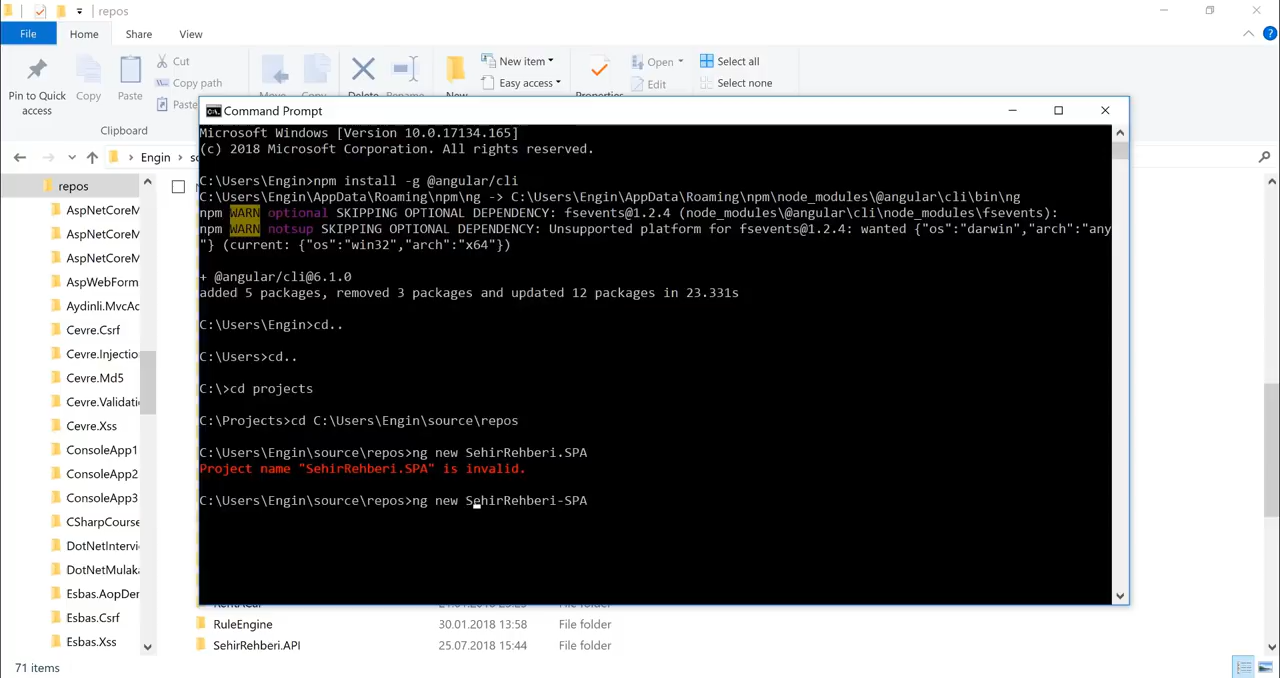 repos
File
Home
Share
View
Pin to Quick
access
Copy
Paste
Cut
Copy path
Paste
Clipboard
New item
Easy access
Open
Edit
Select all
Select none
Engin
Command Prompt
Microsoft Windows [Version 10.0.17134.165]
(c) 2018 Microsoft Corporation. All rights reserved.
C:\Users\Engin>npm install -g @angular/cli
C:\Users\Engin\AppData\Roaming\npm\ng -> C:\Users\Engin\AppData\Roaming\npm\node_modules\@angular\cli\bin\ng
npm WARN optional SKIPPING OPTIONAL DEPENDENCY: fsevents@1.2.4 (node_modules\@angular\cli\node_modules\fsevents):
npm WARN notsup SKIPPING OPTIONAL DEPENDENCY: Unsupported platform for fsevents@1.2.4: wanted {"os":"darwin","arch":"any
"} (current: {"os":"win32","arch":"x64"})
+ @angular/cli@6.1.0
added 5 packages, removed 3 packages and updated 12 packages in 23.331s
C:\Users\Engin>cd..
C:\Users>cd..
C:\>cd projects
C:\Projects>cd C:\Users\Engin\source\repos
C:\Users\Engin\source\repos>ng new SehirRehberi.SPA
Project name "SehirRehberi.SPA" is invalid.
C:\Users\Engin\source\repos>ng new SehirRehberi-SPA
repos
AspNetCoreM
AspNetCoreM
AspNetCoreM
AspWebForm
Aydinli.MvcAc
Cevre.Csrf
Cevre.Injectio
Cevre.Md5
Cevre.Validati
Cevre.Xss
ConsoleApp1
ConsoleApp2
ConsoleApp3
CSharpCourse
DotNetIntervi
DotNetMulaka
Esbas.AopDer
Esbas.Csrf
Esbas.Xss
RuleEngine 30.01.2018 13:58 File folder
SehirRehberi.API 25.07.2018 15:44 File folder
71 items